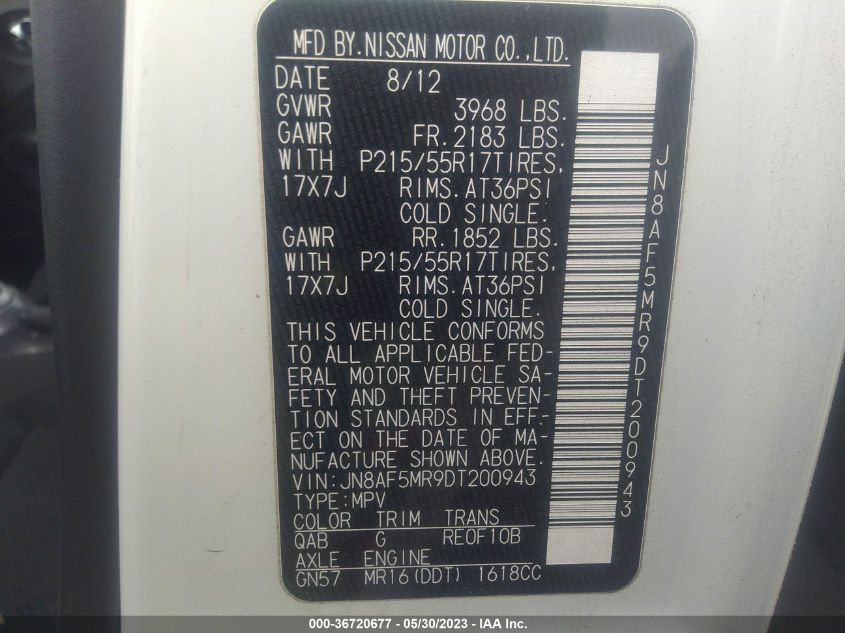 MFD BY.NISSAN MOTOR CO.,LTD.
DATE 8/12
GVWR 3968 LBS.
GAWR FR.2183 LBS.
WITH P215/55R17TIRES,
17X7J RIMS.AT36PSI
COLD SINGLE.
GAWR RR.1852 LBS.
WITH P215/55R17TIRES,
17X7J RIMS.AT36PSI
COLD SINGLE.
THIS VEHICLE CONFORMS
TO ALL APPLICABLE FED-
ERAL MOTOR VEHICLE SA-
FETY AND THEFT PREVEN-
TION STANDARDS IN EFF-
ECT ON THE DATE OF MA-
NUFACTURE SHOWN ABOVE.
VIN:JN8AF5MR9DT200943
TYPE:MPV
COLOR TRIM TRANS
QAB G RE0F10B
AXLE ENGINE
GN57 MR16(DDT) 1618CC
JN8AF5MR9DT200943
000-36720677 - 05/30/2023 - IAAI Inc.